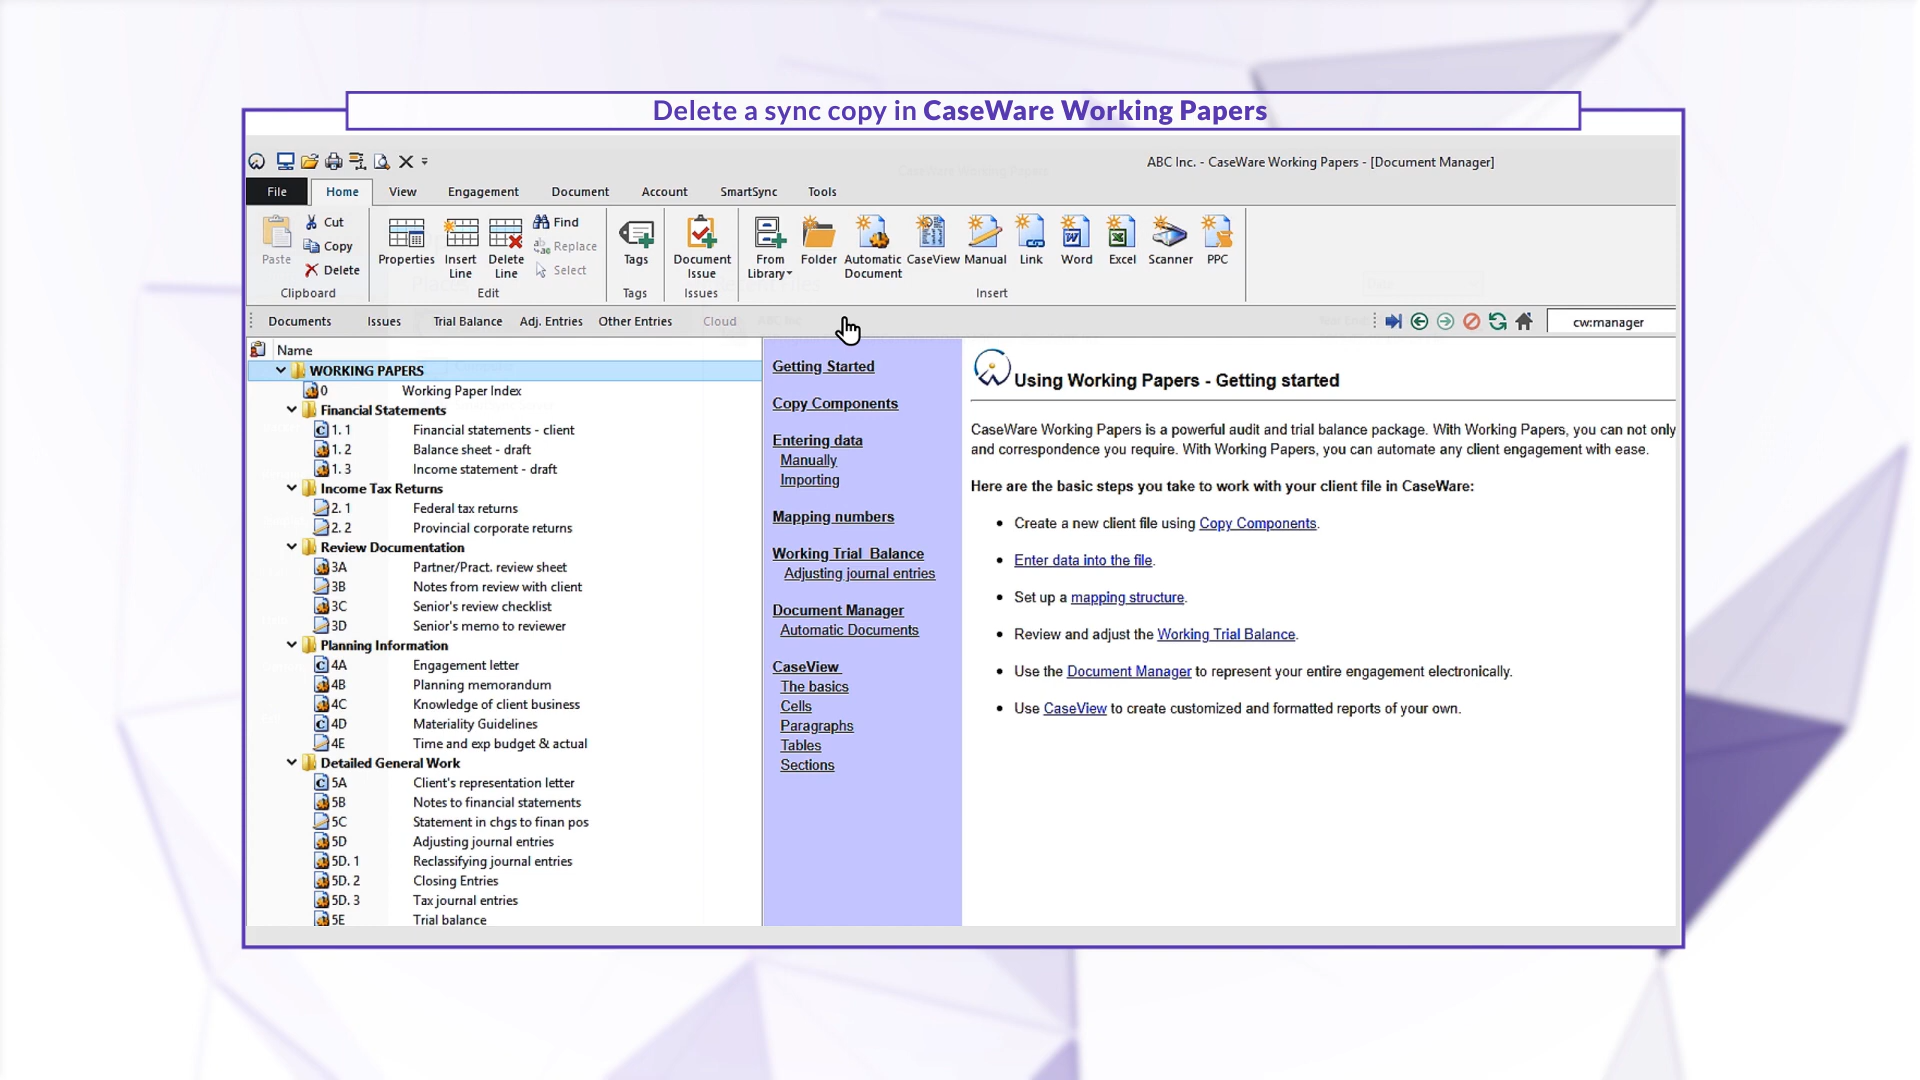 Delete a sync copy in CaseWare Working Papers
ABC Inc. - CaseWare Working Papers - [Document Manager]
File Home View Engagement Document Account SmartSync Tools
Paste Cut Copy Delete
Clipboard
Properties Insert Line Delete Line Find Replace Select
Edit
Tags
Tags
Document Issue
Issues
From Library Folder Automatic Document CaseView Manual Link Word Excel Scanner PPC
Insert
Documents Issues Trial Balance Adj. Entries Other Entries Cloud
cw:manager
Name
WORKING PAPERS
0 Working Paper Index
Financial Statements
1. 1 Financial statements - client
1. 2 Balance sheet - draft
1. 3 Income statement - draft
Income Tax Returns
2. 1 Federal tax returns
2. 2 Provincial corporate returns
Review Documentation
3A Partner/Pract. review sheet
3B Notes from review with client
3C Senior's review checklist
3D Senior's memo to reviewer
Planning Information
4A Engagement letter
4B Planning memorandum
4C Knowledge of client business
4D Materiality Guidelines
4E Time and exp budget & actual
Detailed General Work
5A Client's representation letter
5B Notes to financial statements
5C Statement in chgs to finan pos
5D Adjusting journal entries
5D. 1 Reclassifying journal entries
5D. 2 Closing Entries
5D. 3 Tax journal entries
5E Trial balance
Getting Started
Copy Components
Entering data
Manually
Importing
Mapping numbers
Working Trial Balance
Adjusting journal entries
Document Manager
Automatic Documents
CaseView
The basics
Cells
Paragraphs
Tables
Sections
Using Working Papers - Getting started
CaseWare Working Papers is a powerful audit and trial balance package. With Working Papers, you can not only
and correspondence you require. With Working Papers, you can automate any client engagement with ease.
Here are the basic steps you take to work with your client file in CaseWare:
• Create a new client file using Copy Components.
• Enter data into the file.
• Set up a mapping structure.
• Review and adjust the Working Trial Balance.
• Use the Document Manager to represent your entire engagement electronically.
• Use CaseView to create customized and formatted reports of your own.